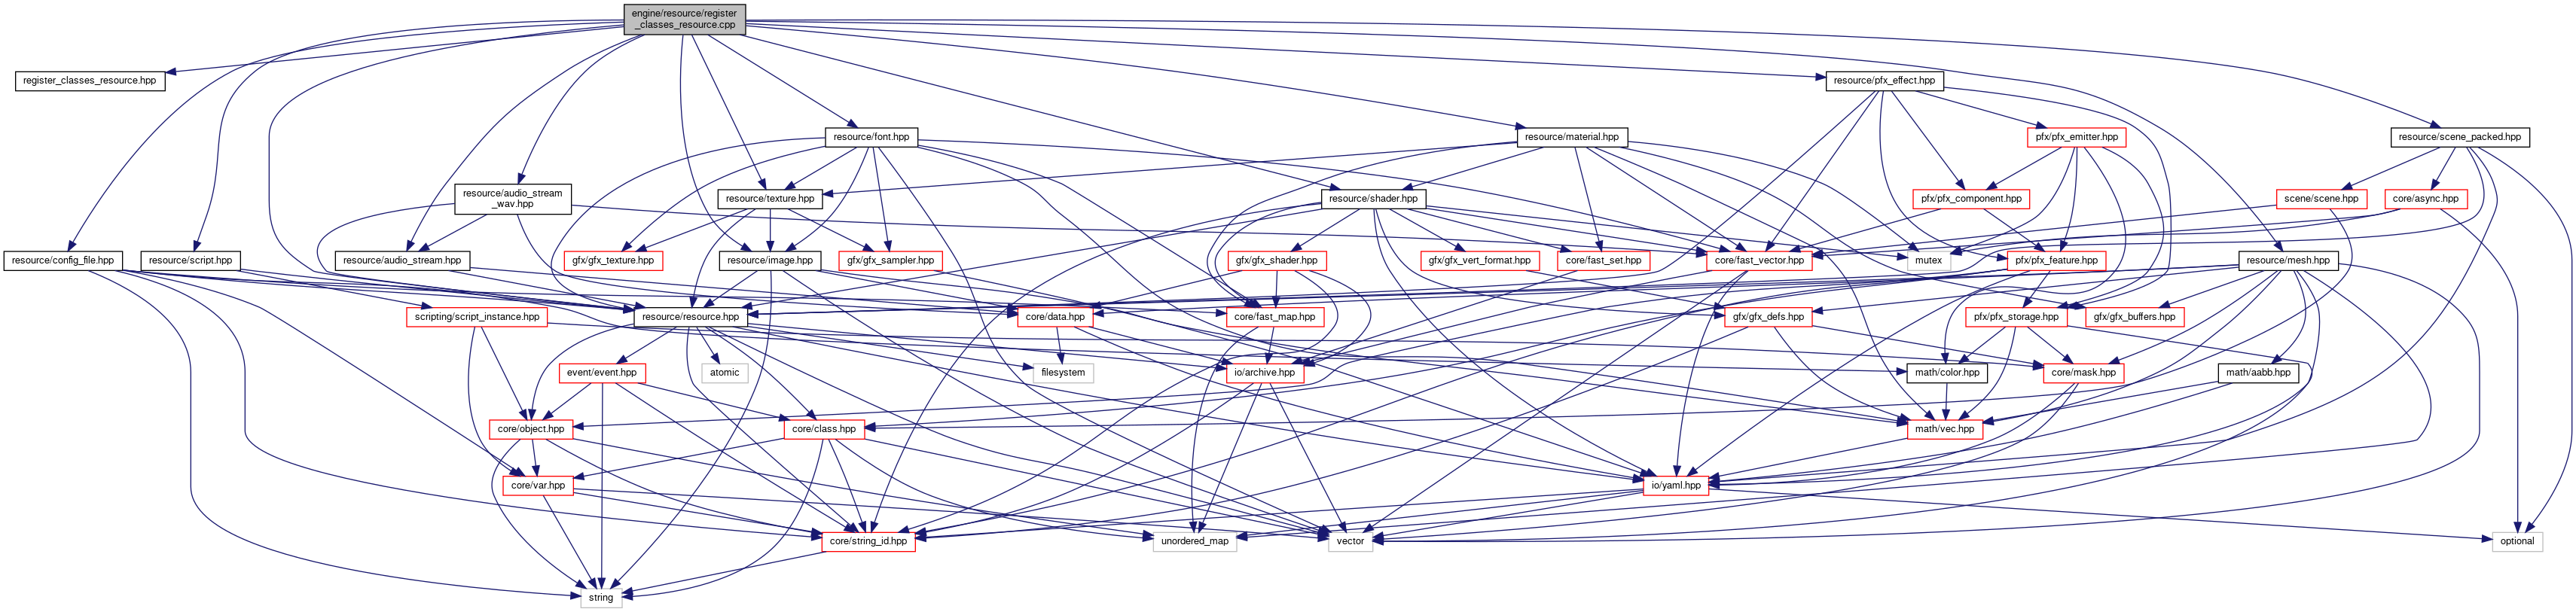 engine/resource/register
_classes_resource.cpp
register_classes_resource.hpp
resource/pfx_effect.hpp
resource/font.hpp
resource/material.hpp
pfx/pfx_emitter.hpp
resource/scene_packed.hpp
resource/audio_stream
_wav.hpp
resource/texture.hpp
resource/shader.hpp
pfx/pfx_component.hpp
scene/scene.hpp
core/async.hpp
resource/config_file.hpp
resource/script.hpp
resource/audio_stream.hpp
gfx/gfx_texture.hpp
resource/image.hpp
gfx/gfx_sampler.hpp
gfx/gfx_shader.hpp
gfx/gfx_vert_format.hpp
core/fast_set.hpp
core/fast_vector.hpp
mutex
pfx/pfx_feature.hpp
resource/mesh.hpp
scripting/script_instance.hpp
resource/resource.hpp
core/data.hpp
core/fast_map.hpp
gfx/gfx_defs.hpp
pfx/pfx_storage.hpp
gfx/gfx_buffers.hpp
event/event.hpp
atomic
filesystem
io/archive.hpp
math/color.hpp
core/mask.hpp
math/aabb.hpp
core/object.hpp
core/class.hpp
math/vec.hpp
core/var.hpp
io/yaml.hpp
core/string_id.hpp
unordered_map
vector
optional
string